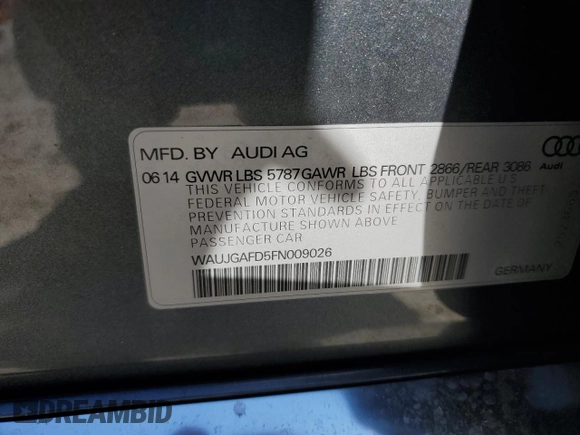 MFD. BY AUDI AG
06 14 GVWR LBS 5787 GAWR LBS FRONT 2866/REAR 3086
Audi
THIS VEHICLE CONFORMS TO ALL APPLICABLE U.S.
FEDERAL MOTOR VEHICLE SAFETY, BUMPER AND THEFT
PREVENTION STANDARDS IN EFFECT ON THE DATE OF
MANUFACTURE SHOWN ABOVE
PASSENGER CAR
WAUJGAFD5FN009026
GERMANY
DREAMBID